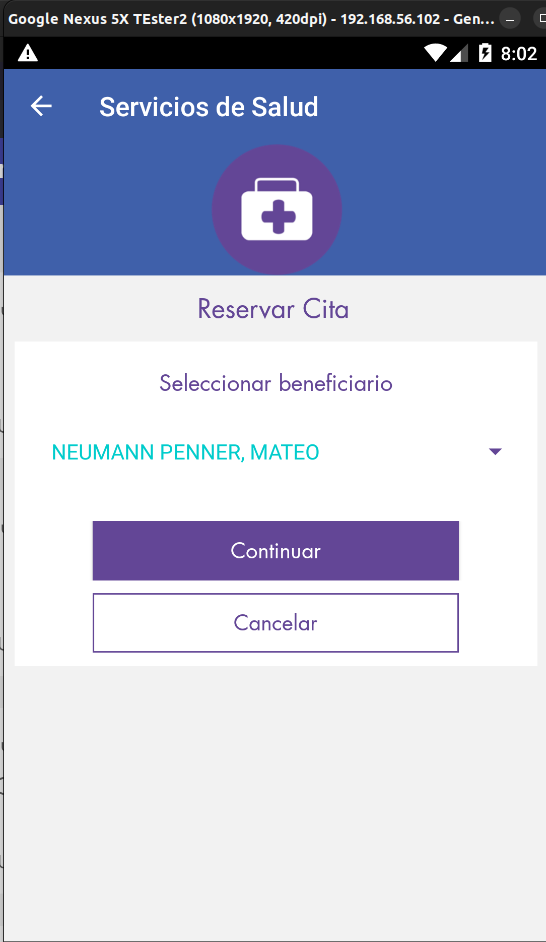 Google Nexus 5X TEster2 (1080x1920, 420dpi) - 192.168.56.102 - Gen...
8:02
Servicios de Salud
Reservar Cita
Seleccionar beneficiario
NEUMANN PENNER, MATEO
Continuar
Cancelar